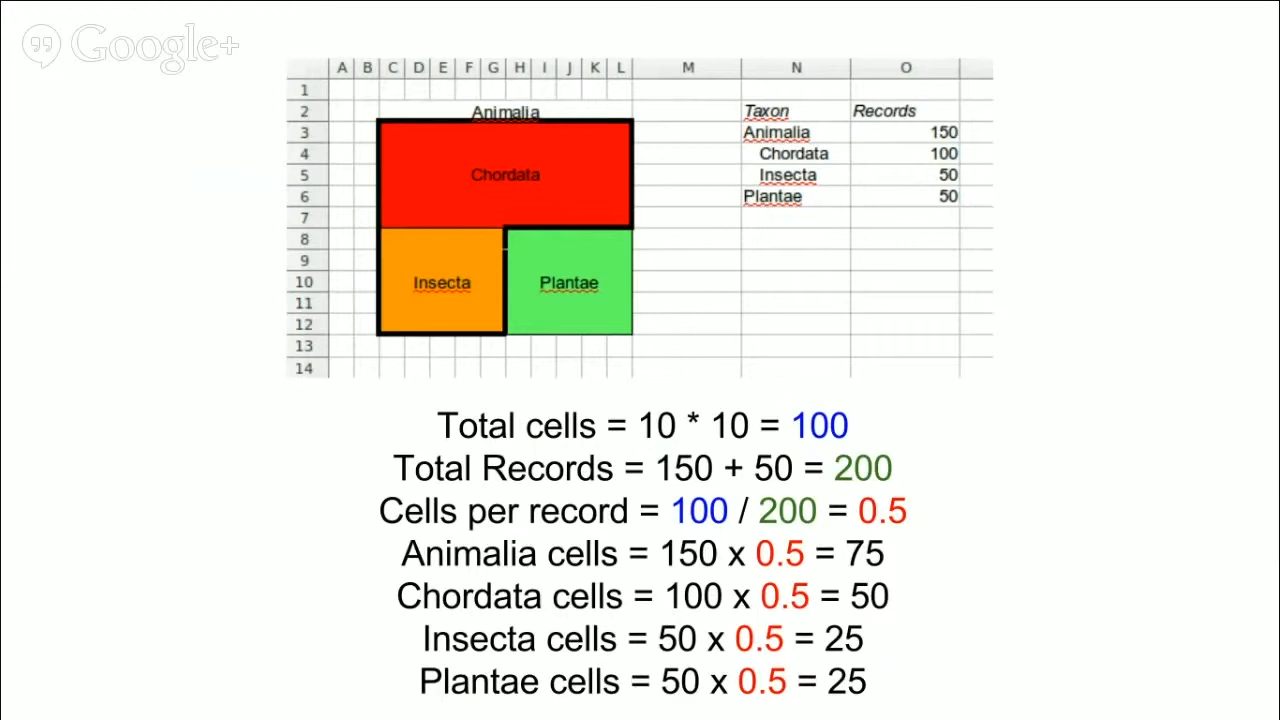 Google+
A B C D E F G H I J K L M N O
1
2 Animalia Taxon Records
3 Animalia 150
4 Chordata 100
5 Chordata Insecta 50
6 Plantae 50
7
8
9
10 Insecta Plantae
11
12
13
14
Total cells = 10 * 10 = 100
Total Records = 150 + 50 = 200
Cells per record = 100 / 200 = 0.5
Animalia cells = 150 x 0.5 = 75
Chordata cells = 100 x 0.5 = 50
Insecta cells = 50 x 0.5 = 25
Plantae cells = 50 x 0.5 = 25